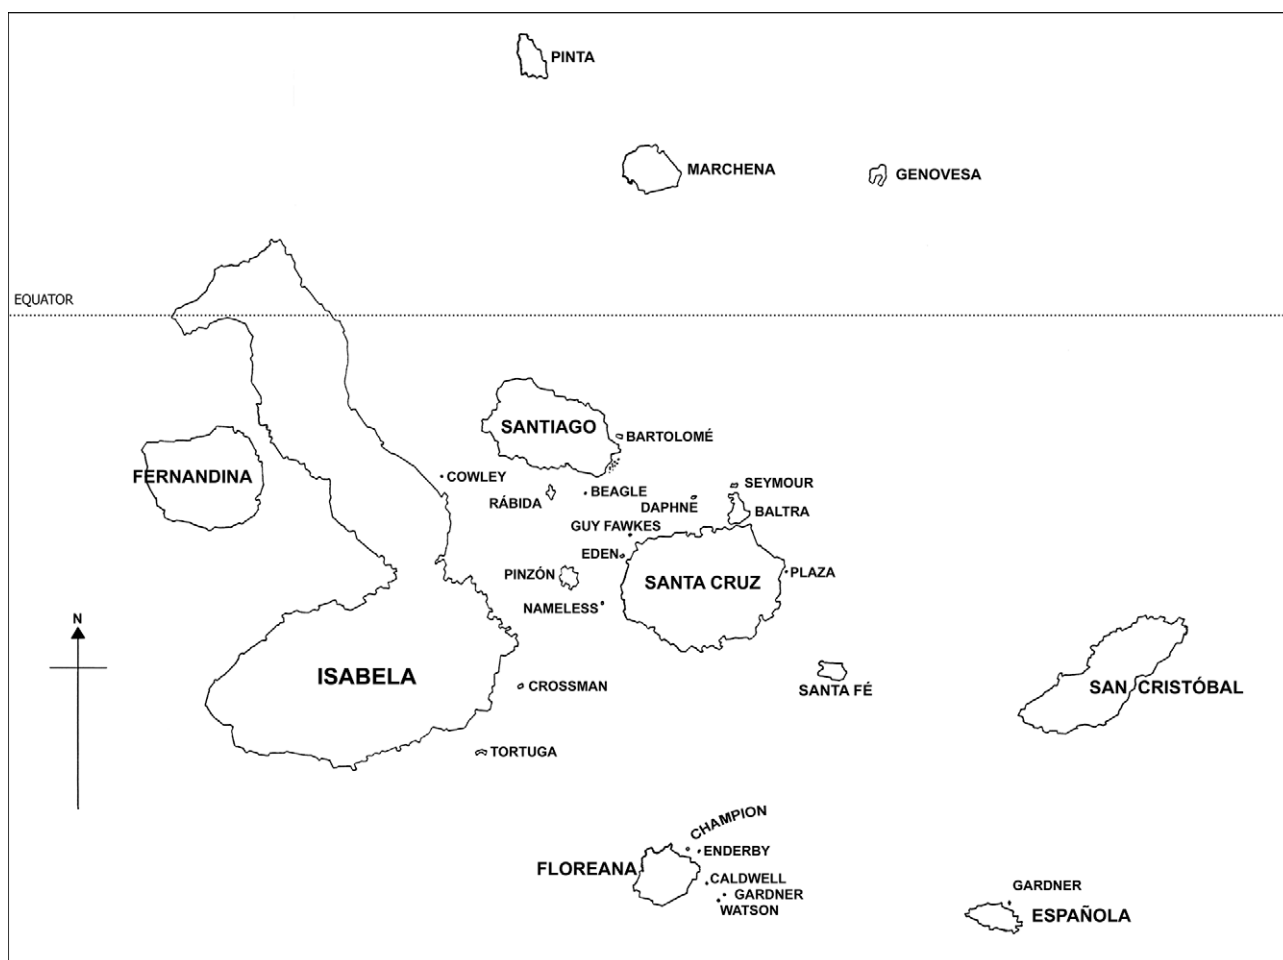 PINTA
MARCHENA
GENOVESA
EQUATOR
SANTIAGO
BARTOLOMÉ
FERNANDINA
COWLEY
SEYMOUR
RÁBIDA
BEAGLE
DAPHNE
BALTRA
GUY FAWKES
EDEN
PINZÓN
SANTA CRUZ
PLAZA
NAMELESS
N
ISABELA
CROSSMAN
SANTA FÉ
SAN CRISTÓBAL
TORTUGA
CHAMPION
ENDERBY
FLOREANA
CALDWELL
GARDNER
WATSON
GARDNER
ESPAÑOLA